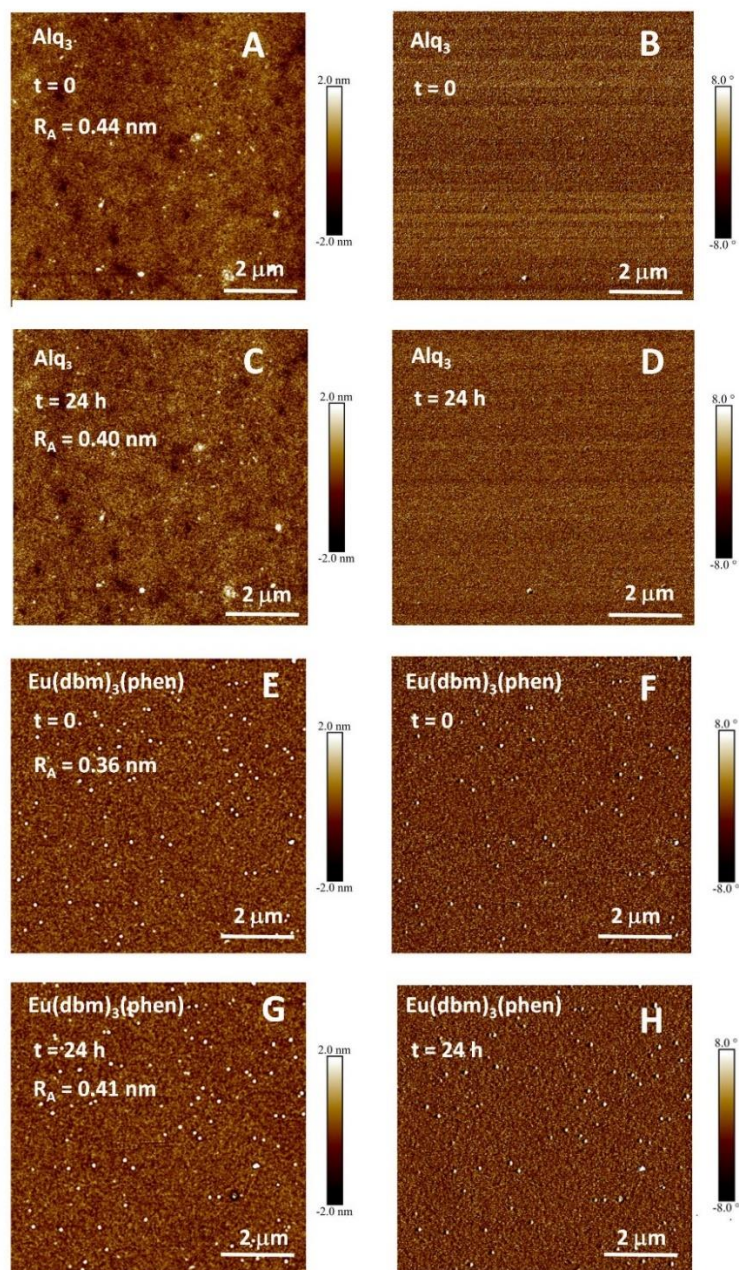 Alq₃
A
t = 0
R_A = 0.44 nm
2 μm
2.0 nm
-2.0 nm
Alq₃
B
t = 0
2 μm
8.0 °
-8.0 °
Alq₃
C
t = 24 h
R_A = 0.40 nm
2 μm
2.0 nm
-2.0 nm
Alq₃
D
t = 24 h
2 μm
8.0 °
-8.0 °
Eu(dbm)₃(phen)
E
t = 0
R_A = 0.36 nm
2 μm
2.0 nm
-2.0 nm
Eu(dbm)₃(phen)
F
t = 0
2 μm
8.0 °
-8.0 °
Eu(dbm)₃(phen)
G
t = 24 h
R_A = 0.41 nm
2 μm
2.0 nm
-2.0 nm
Eu(dbm)₃(phen)
H
t = 24 h
2 μm
8.0 °
-8.0 °